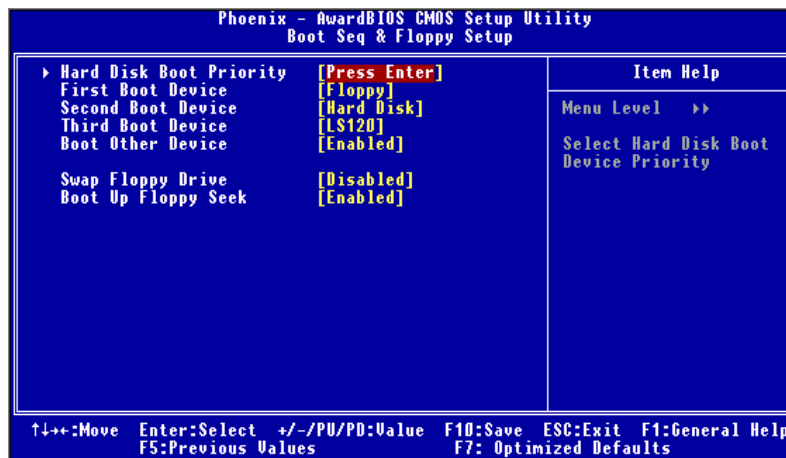 Phoenix - AwardBIOS CMOS Setup Utility
Boot Seq & Floppy Setup
Hard Disk Boot Priority [Press Enter]
First Boot Device [Floppy]
Second Boot Device [Hard Disk]
Third Boot Device [LS120]
Boot Other Device [Enabled]
Swap Floppy Drive [Disabled]
Boot Up Floppy Seek [Enabled]
Item Help
Menu Level ►►
Select Hard Disk Boot
Device Priority
↑↓→←:Move Enter:Select +/-/PU/PD:Value F10:Save ESC:Exit F1:General Help
F5:Previous Values F7: Optimized Defaults